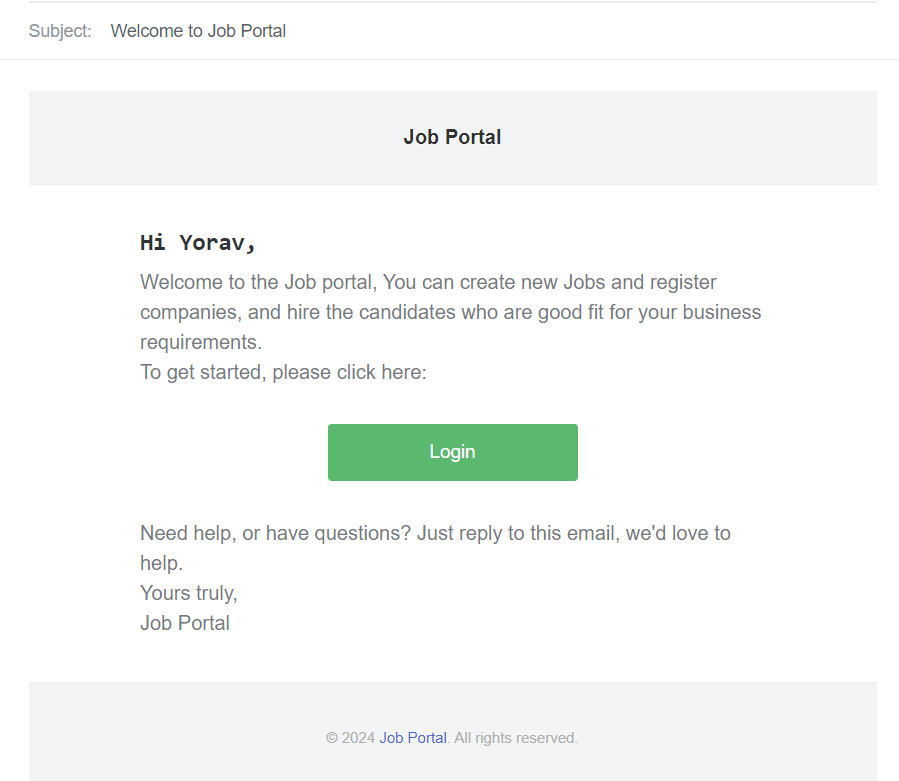 Subject: Welcome to Job Portal
Job Portal
Hi Yorav,
Welcome to the Job portal, You can create new Jobs and register
companies, and hire the candidates who are good fit for your business
requirements.
To get started, please click here:
Login
Need help, or have questions? Just reply to this email, we'd love to
help.
Yours truly,
Job Portal
© 2024 Job Portal. All rights reserved.